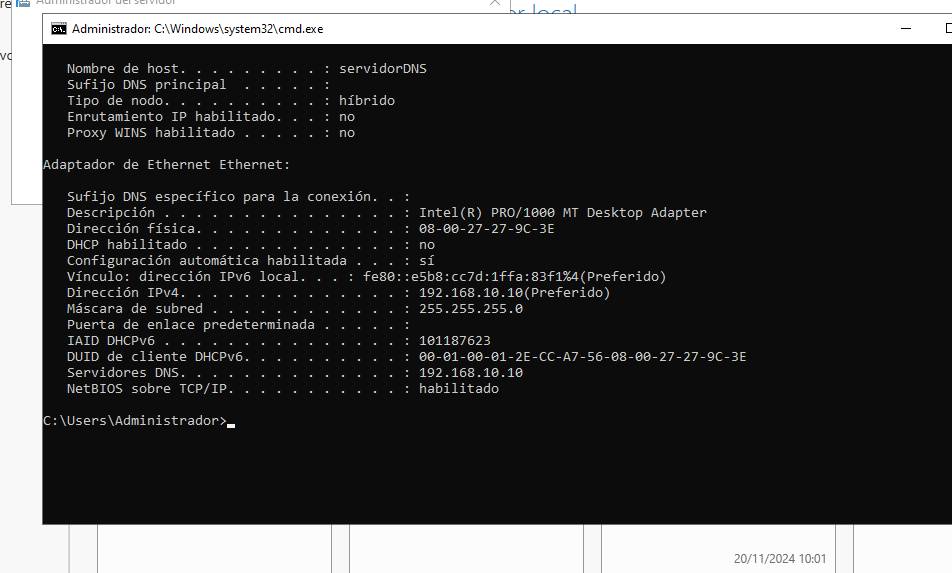 Administrador del servidor
Administrador: C:\Windows\system32\cmd.exe
Nombre de host. . . . . . . . . : servidorDNS
Sufijo DNS principal  . . . . . :
Tipo de nodo. . . . . . . . . . : híbrido
Enrutamiento IP habilitado. . . : no
Proxy WINS habilitado . . . . . : no
Adaptador de Ethernet Ethernet:
Sufijo DNS específico para la conexión. . :
Descripción . . . . . . . . . . . . . . . : Intel(R) PRO/1000 MT Desktop Adapter
Dirección física. . . . . . . . . . . . . : 08-00-27-27-9C-3E
DHCP habilitado . . . . . . . . . . . . . : no
Configuración automática habilitada . . . : sí
Vínculo: dirección IPv6 local. . . : fe80::e5b8:cc7d:1ffa:83f1%4(Preferido)
Dirección IPv4. . . . . . . . . . . . . . : 192.168.10.10(Preferido)
Máscara de subred . . . . . . . . . . . . : 255.255.255.0
Puerta de enlace predeterminada . . . . . :
IAID DHCPv6 . . . . . . . . . . . . . . . : 101187623
DUID de cliente DHCPv6. . . . . . . . . . : 00-01-00-01-2E-CC-A7-56-08-00-27-27-9C-3E
Servidores DNS. . . . . . . . . . . . . . : 192.168.10.10
NetBIOS sobre TCP/IP. . . . . . . . . . . : habilitado
C:\Users\Administrador>
20/11/2024 10:01